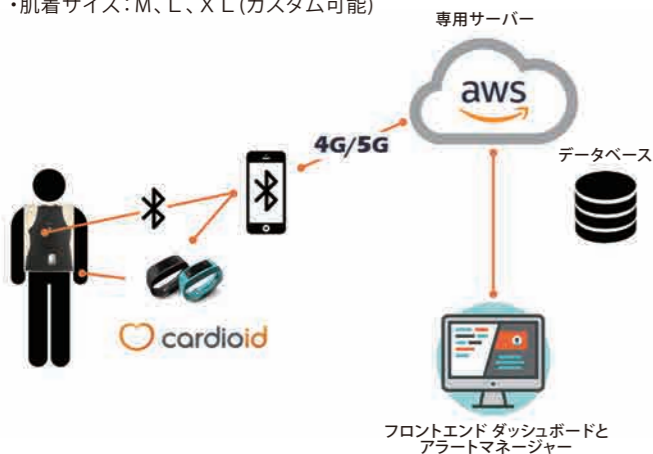 ・肌着サイズ：M、L、XL(カスタム可能)
専用サーバー
aws
4G/5G
データベース
cardioid
フロントエンド ダッシュボードと
アラートマネージャー